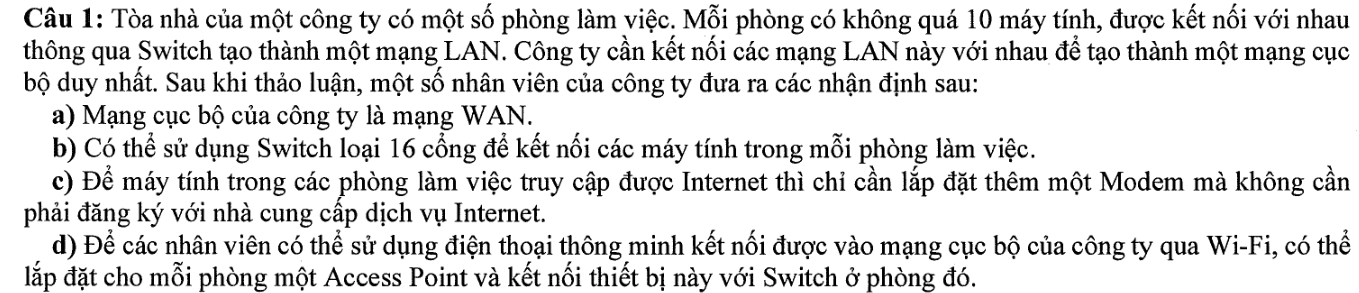 Câu 1: Tòa nhà của một công ty có một số phòng làm việc. Mỗi phòng có không quá 10 máy tính, được kết nối với nhau
thông qua Switch tạo thành một mạng LAN. Công ty cần kết nối các mạng LAN này với nhau để tạo thành một mạng cục
bộ duy nhất. Sau khi thảo luận, một số nhân viên của công ty đưa ra các nhận định sau:
a) Mạng cục bộ của công ty là mạng WAN.
b) Có thể sử dụng Switch loại 16 cổng để kết nối các máy tính trong mỗi phòng làm việc.
c) Để máy tính trong các phòng làm việc truy cập được Internet thì chỉ cần lắp đặt thêm một Modem mà không cần
phải đăng ký với nhà cung cấp dịch vụ Internet.
d) Để các nhân viên có thể sử dụng điện thoại thông minh kết nối được vào mạng cục bộ của công ty qua Wi-Fi, có thể
lắp đặt cho mỗi phòng một Access Point và kết nối thiết bị này với Switch ở phòng đó.